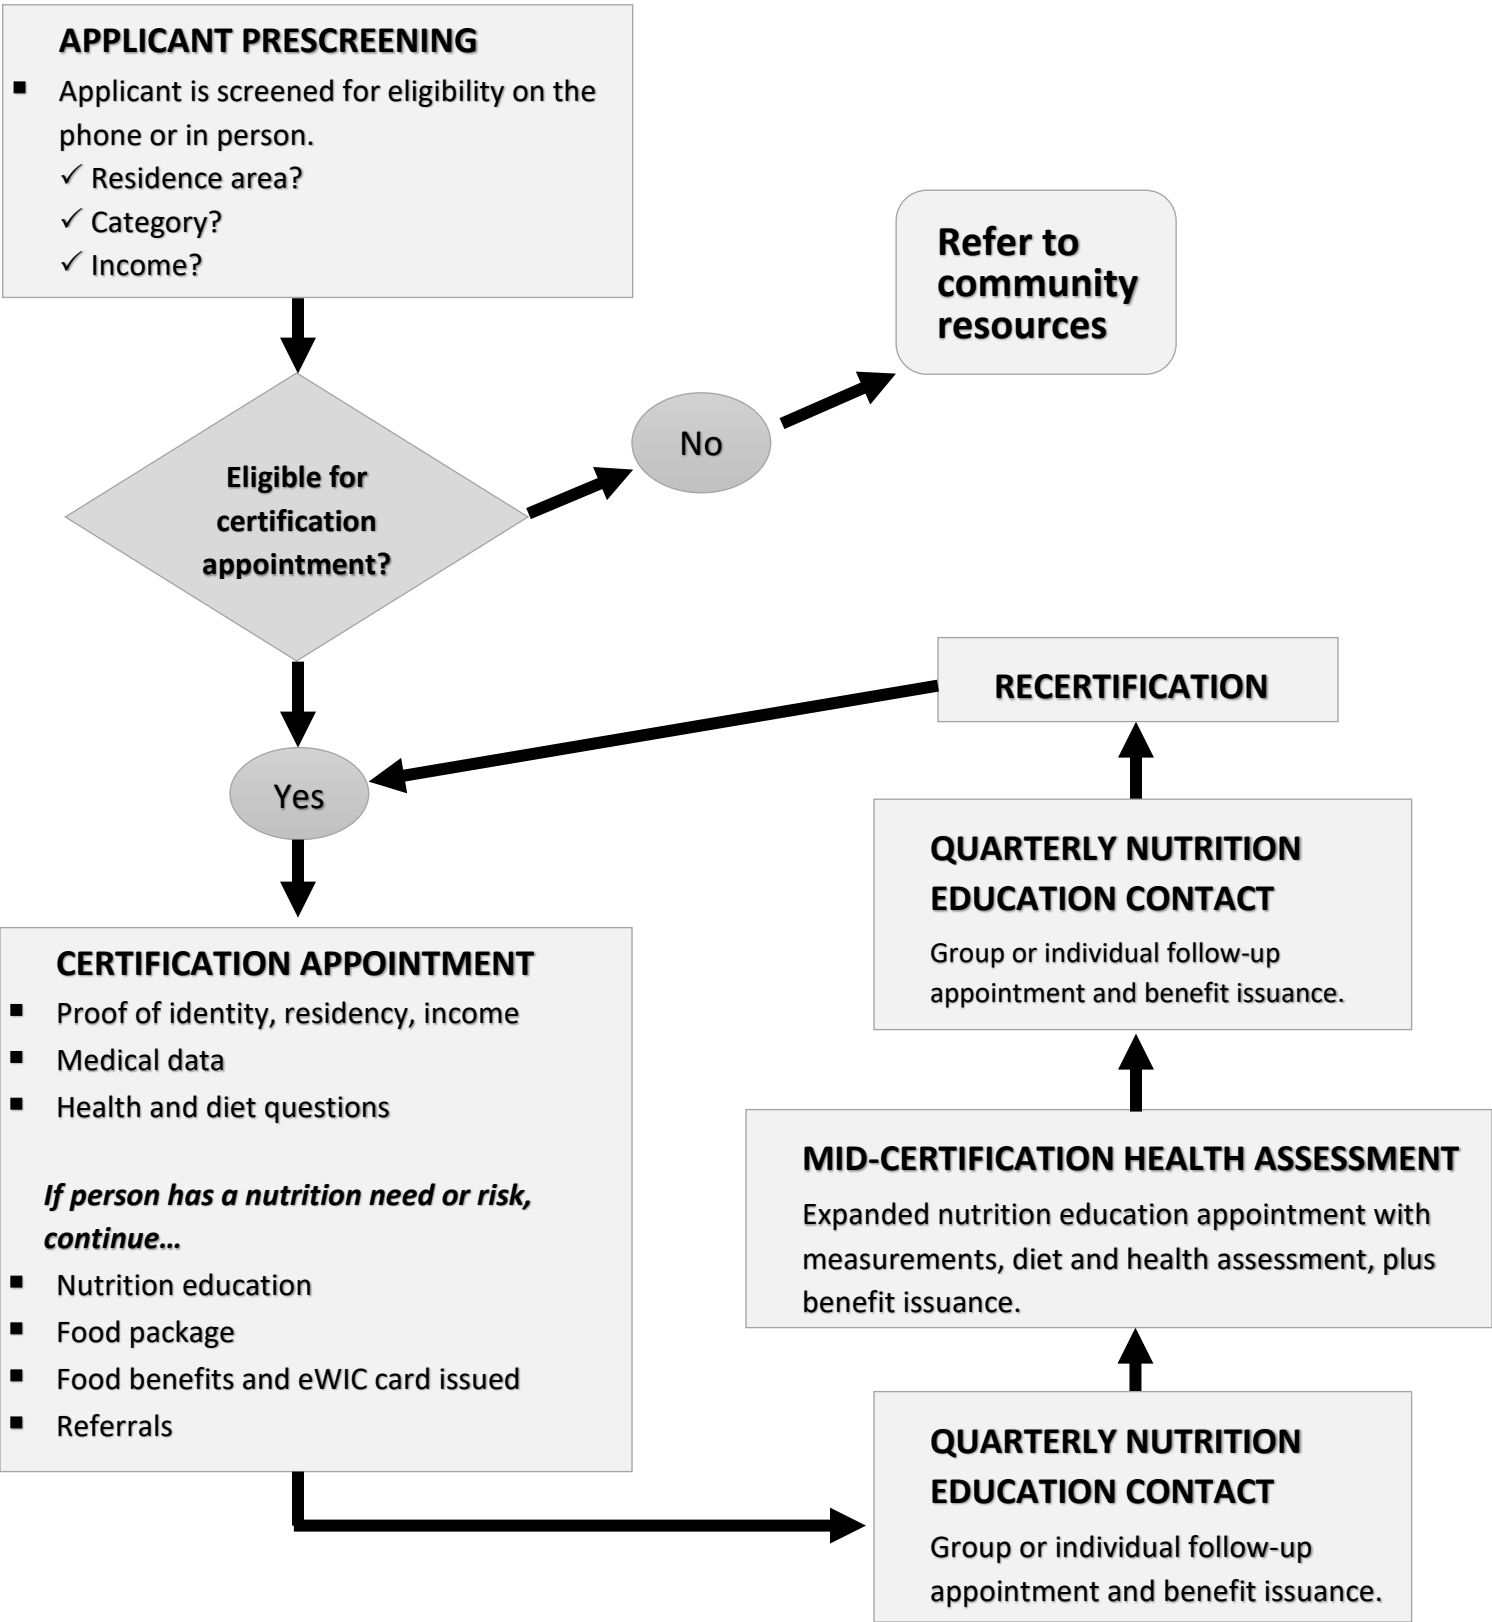 APPLICANT PRESCREENING
▪ Applicant is screened for eligibility on the
phone or in person.
✓ Residence area?
✓ Category?
✓ Income?
Refer to
community
resources
No
Eligible for
certification
appointment?
Yes
CERTIFICATION APPOINTMENT
▪ Proof of identity, residency, income
▪ Medical data
▪ Health and diet questions
If person has a nutrition need or risk,
continue…
▪ Nutrition education
▪ Food package
▪ Food benefits and eWIC card issued
▪ Referrals
QUARTERLY NUTRITION
EDUCATION CONTACT
Group or individual follow-up
appointment and benefit issuance.
MID-CERTIFICATION HEALTH ASSESSMENT
Expanded nutrition education appointment with
measurements, diet and health assessment, plus
benefit issuance.
QUARTERLY NUTRITION
EDUCATION CONTACT
Group or individual follow-up
appointment and benefit issuance.
RECERTIFICATION